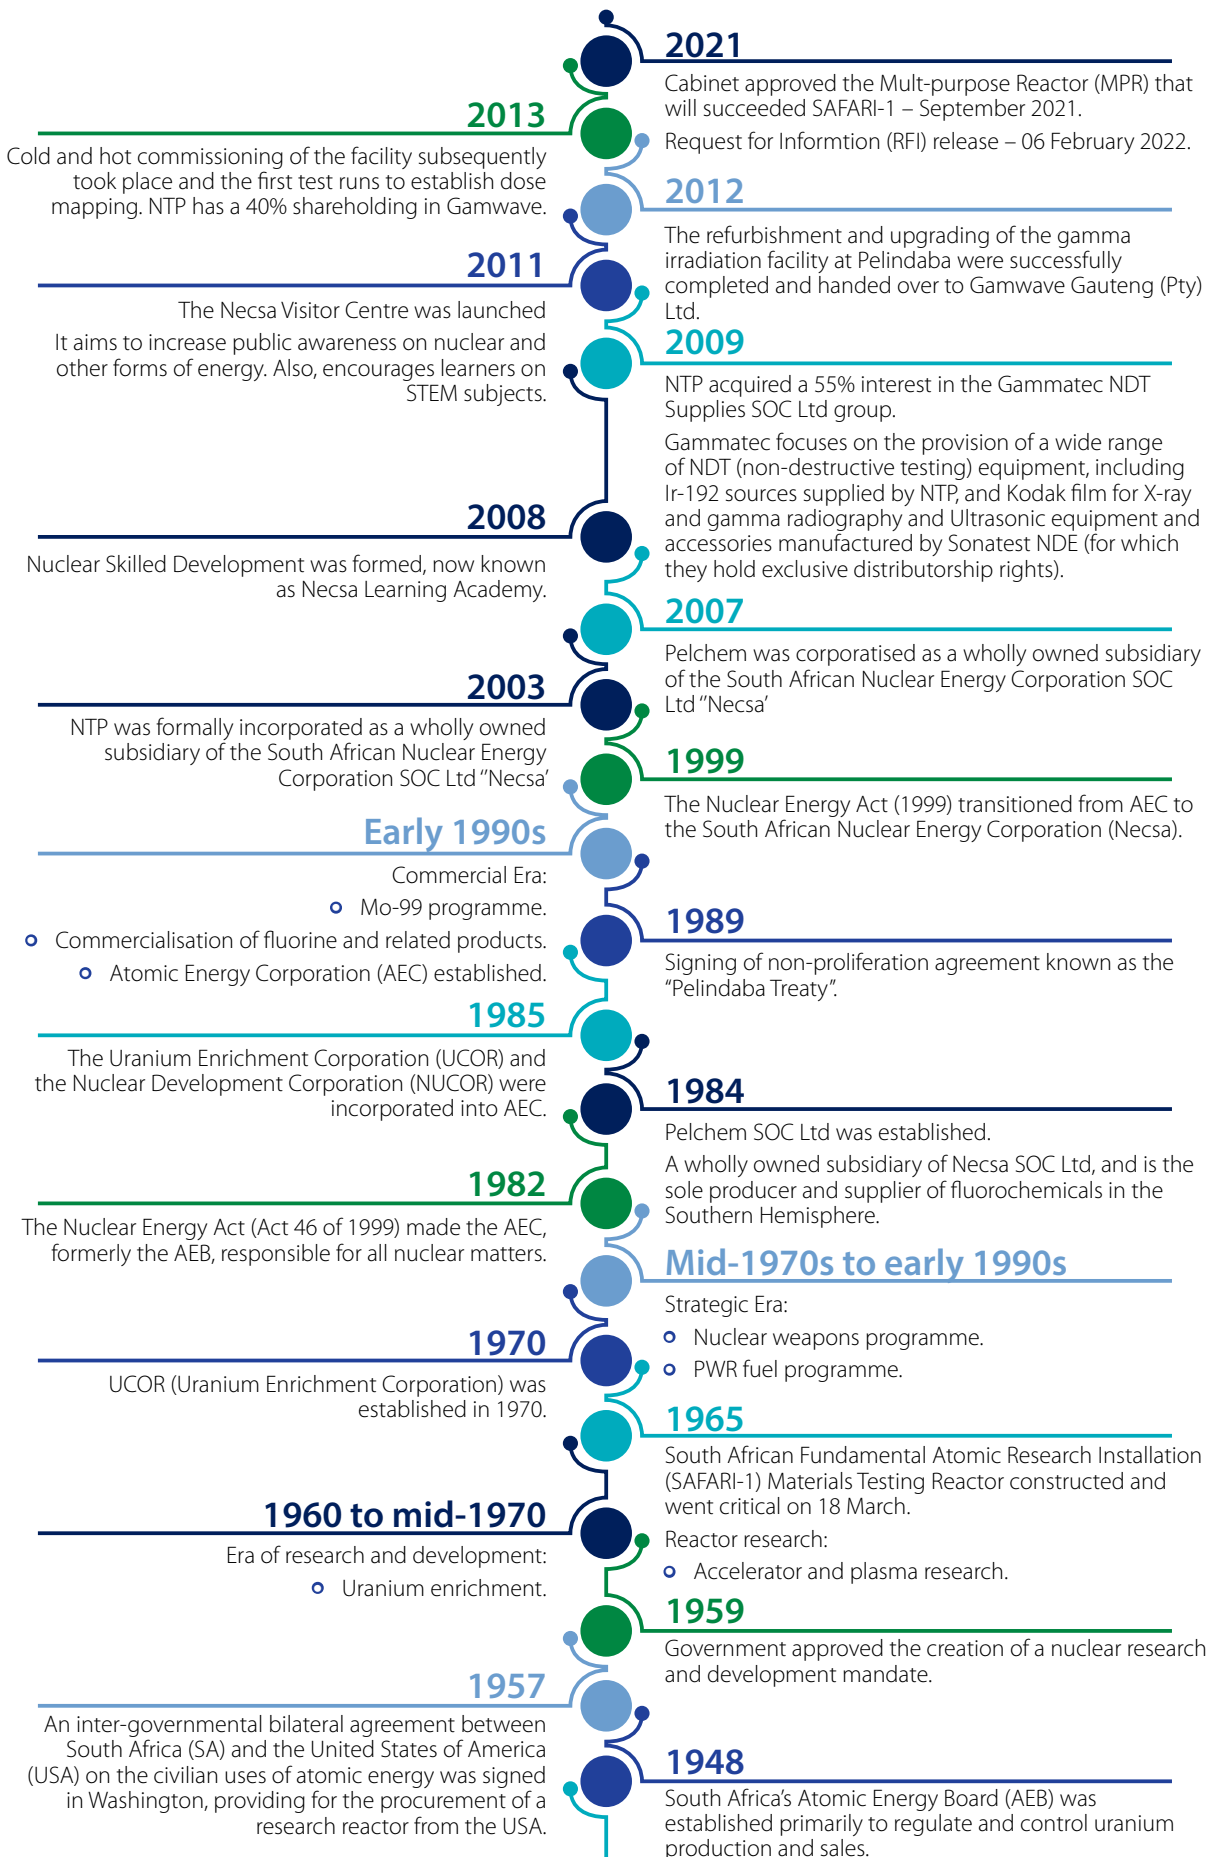 2021
Cabinet approved the Mult-purpose Reactor (MPR) that
will succeeded SAFARI-1 – September 2021.
Request for Informtion (RFI) release – 06 February 2022.
2013
Cold and hot commissioning of the facility subsequently
took place and the first test runs to establish dose
mapping. NTP has a 40% shareholding in Gamwave.
2012
The refurbishment and upgrading of the gamma
irradiation facility at Pelindaba were successfully
completed and handed over to Gamwave Gauteng (Pty)
Ltd.
2011
The Necsa Visitor Centre was launched
It aims to increase public awareness on nuclear and
other forms of energy. Also, encourages learners on
STEM subjects.
2009
NTP acquired a 55% interest in the Gammatec NDT
Supplies SOC Ltd group.
Gammatec focuses on the provision of a wide range
of NDT (non-destructive testing) equipment, including
Ir-192 sources supplied by NTP, and Kodak film for X-ray
and gamma radiography and Ultrasonic equipment and
accessories manufactured by Sonatest NDE (for which
they hold exclusive distributorship rights).
2008
Nuclear Skilled Development was formed, now known
as Necsa Learning Academy.
2007
Pelchem was corporatised as a wholly owned subsidiary
of the South African Nuclear Energy Corporation SOC
Ltd "Necsa'
2003
NTP was formally incorporated as a wholly owned
subsidiary of the South African Nuclear Energy
Corporation SOC Ltd "Necsa'
1999
The Nuclear Energy Act (1999) transitioned from AEC to
the South African Nuclear Energy Corporation (Necsa).
Early 1990s
Commercial Era:
Mo-99 programme.
Commercialisation of fluorine and related products.
Atomic Energy Corporation (AEC) established.
1989
Signing of non-proliferation agreement known as the
“Pelindaba Treaty”.
1985
The Uranium Enrichment Corporation (UCOR) and
the Nuclear Development Corporation (NUCOR) were
incorporated into AEC.
1984
Pelchem SOC Ltd was established.
A wholly owned subsidiary of Necsa SOC Ltd, and is the
sole producer and supplier of fluorochemicals in the
Southern Hemisphere.
1982
The Nuclear Energy Act (Act 46 of 1999) made the AEC,
formerly the AEB, responsible for all nuclear matters.
Mid-1970s to early 1990s
Strategic Era:
Nuclear weapons programme.
PWR fuel programme.
1970
UCOR (Uranium Enrichment Corporation) was
established in 1970.
1965
South African Fundamental Atomic Research Installation
(SAFARI-1) Materials Testing Reactor constructed and
went critical on 18 March.
Reactor research:
Accelerator and plasma research.
1960 to mid-1970
Era of research and development:
Uranium enrichment.
1959
Government approved the creation of a nuclear research
and development mandate.
1957
An inter-governmental bilateral agreement between
South Africa (SA) and the United States of America
(USA) on the civilian uses of atomic energy was signed
in Washington, providing for the procurement of a
research reactor from the USA.
1948
South Africa's Atomic Energy Board (AEB) was
established primarily to regulate and control uranium
production and sales.